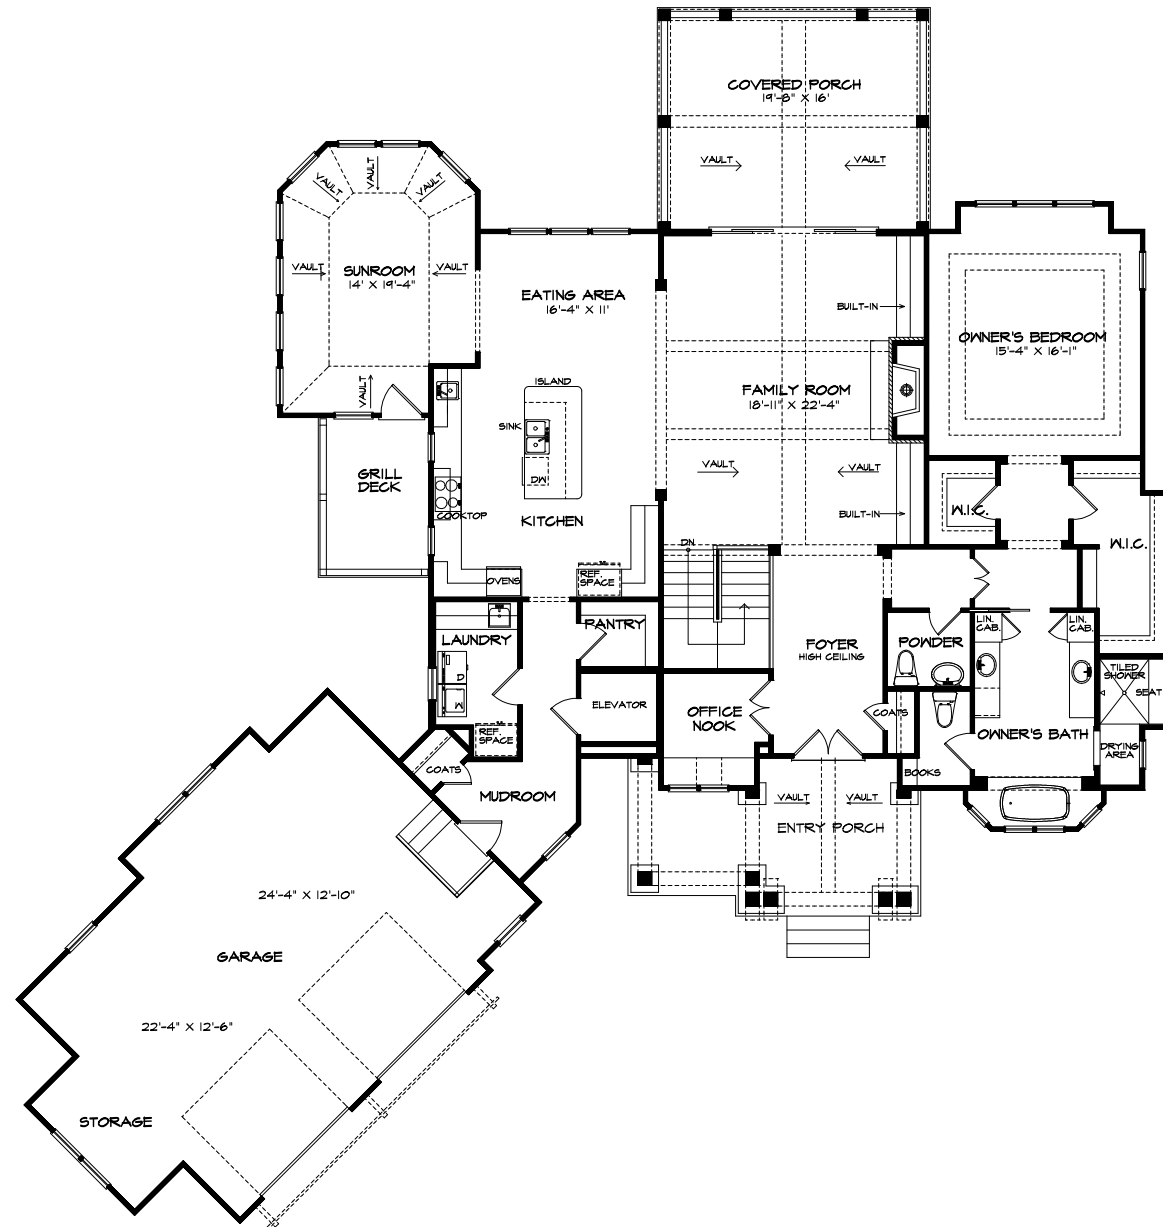 COVERED PORCH
19'-8" X 16'
VAULT
VAULT
VAULT
VAULT
VAULT
VAULT
SUNROOM
14' X 19'-4"
VAULT
VAULT
EATING AREA
16'-4" X 11'
BUILT-IN
OWNER'S BEDROOM
15'-4" X 16'-1"
ISLAND
FAMILY ROOM
18'-11" X 22'-4"
SINK
VAULT
VAULT
GRILL
DECK
DW
COOKTOP
KITCHEN
BUILT-IN
W.I.C.
W.I.C.
DN
OVENS
REF.
SPACE
LAUNDRY
PANTRY
FOYER
HIGH CEILING
POWDER
LIN.
CAB.
LIN.
CAB.
TILED
SHOWER
SEAT
D
W
ELEVATOR
OFFICE
NOOK
COATS
REF.
SPACE
OWNER'S BATH
DRYING
AREA
COATS
BOOKS
MUDROOM
VAULT
VAULT
ENTRY PORCH
24'-4" X 12'-10"
GARAGE
22'-4" X 12'-6"
STORAGE